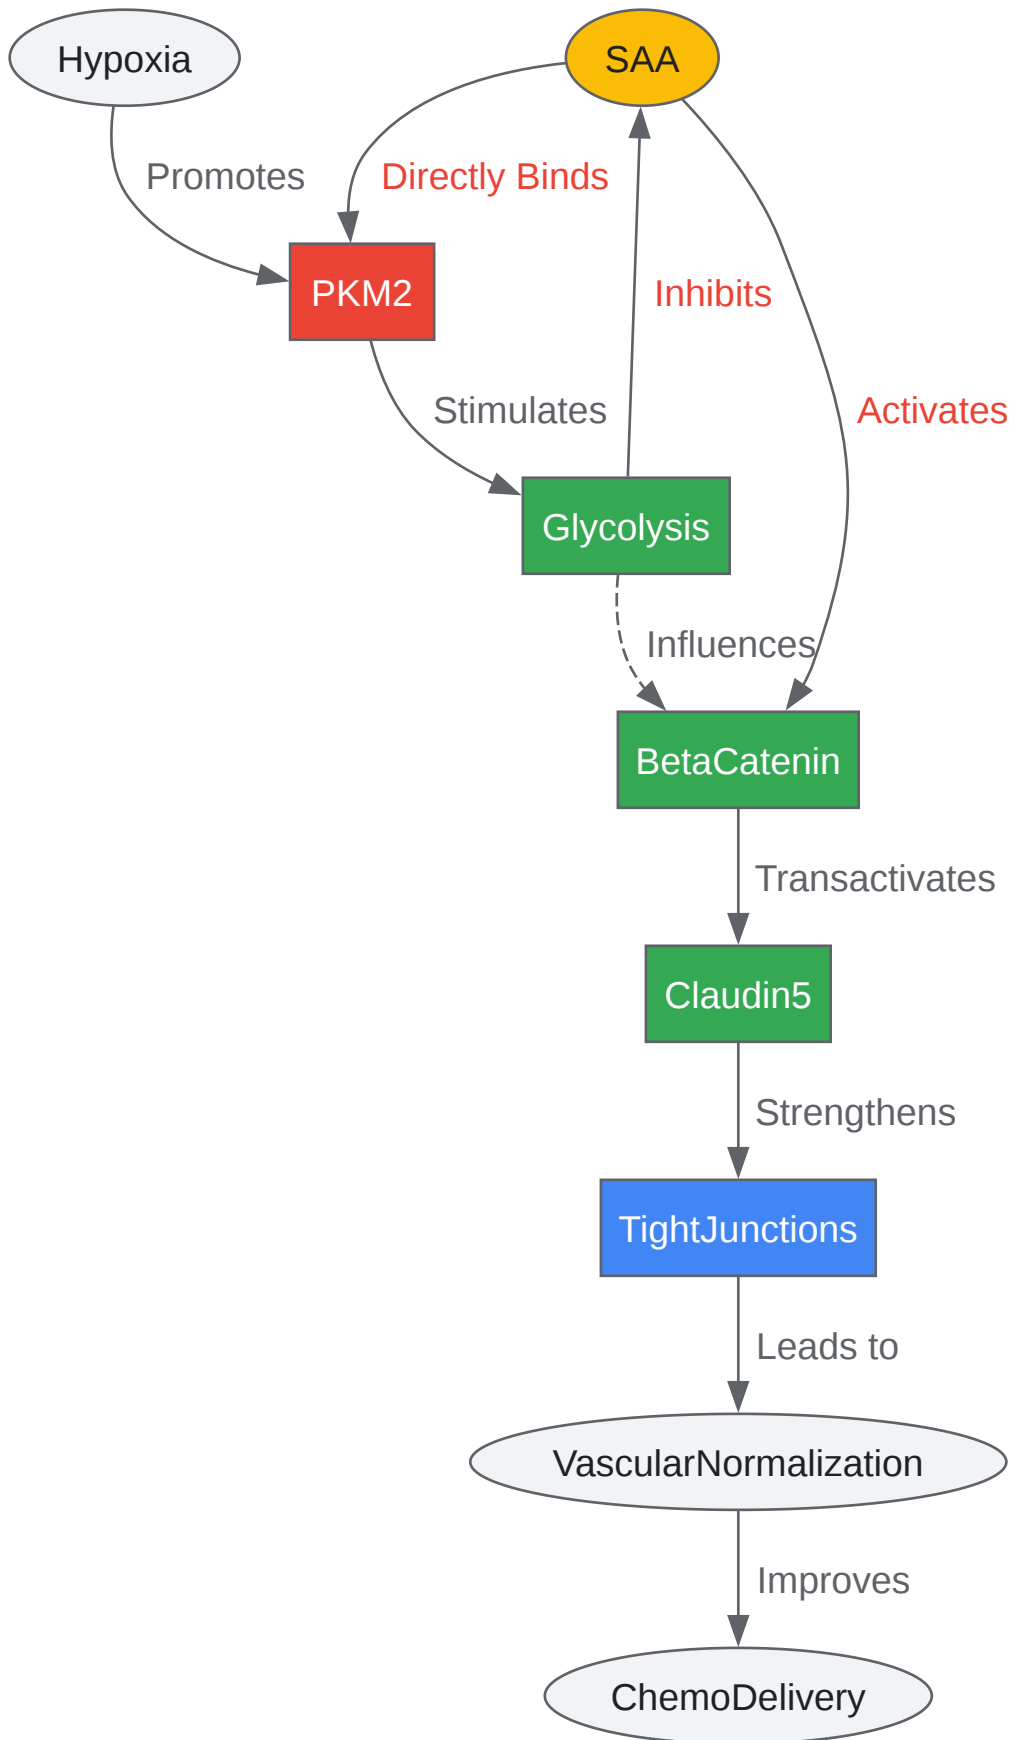 Hypoxia
SAA
Promotes
Directly Binds
PKM2
Inhibits
Stimulates
Activates
Glycolysis
Influences
BetaCatenin
Transactivates
Claudin5
Strengthens
TightJunctions
Leads to
VascularNormalization
Improves
ChemoDelivery